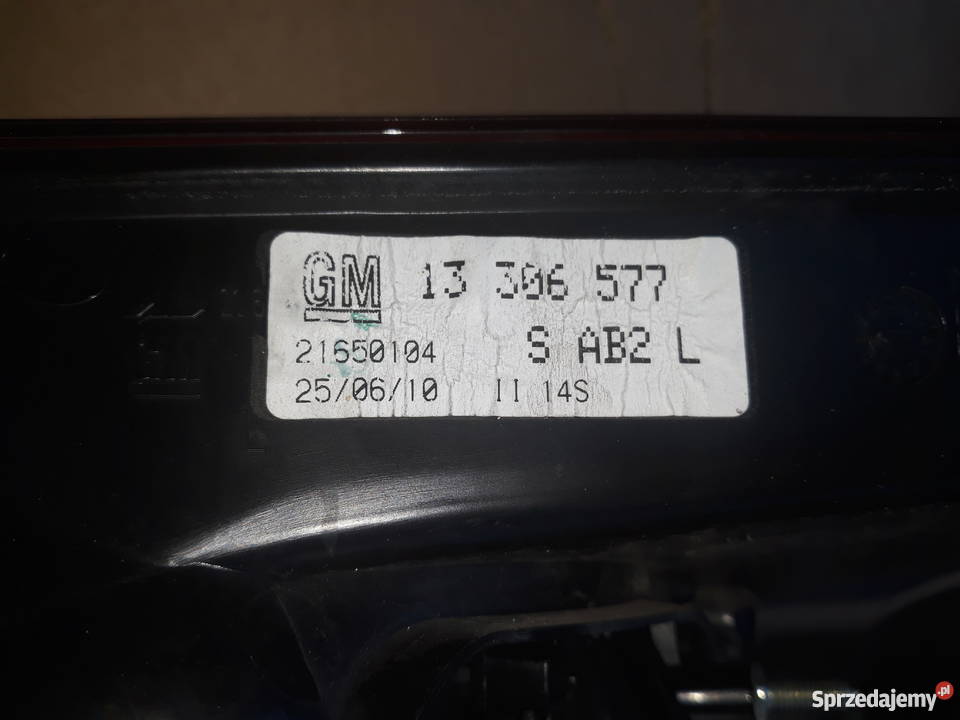 GM 13 306 577
21650104 S AB2 L
25/06/10 II 14S
Sprzedajemy.pl